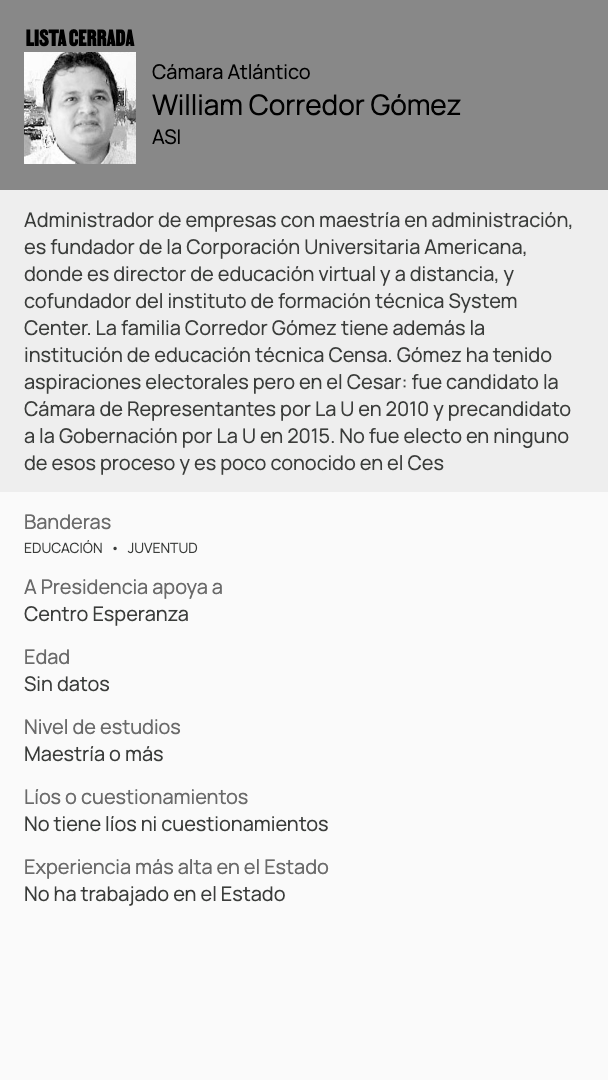 LISTA CERRADA
Cámara Atlántico
William Corredor Gómez
ASI
Administrador de empresas con maestría en administración,
es fundador de la Corporación Universitaria Americana,
donde es director de educación virtual y a distancia, y
cofundador del instituto de formación técnica System
Center. La familia Corredor Gómez tiene además la
institución de educación técnica Censa. Gómez ha tenido
aspiraciones electorales pero en el Cesar: fue candidato la
Cámara de Representantes por La U en 2010 y precandidato
a la Gobernación por La U en 2015. No fue electo en ninguno
de esos proceso y es poco conocido en el Ces
Banderas
EDUCACIÓN • JUVENTUD
A Presidencia apoya a
Centro Esperanza
Edad
Sin datos
Nivel de estudios
Maestría o más
Líos o cuestionamientos
No tiene líos ni cuestionamientos
Experiencia más alta en el Estado
No ha trabajado en el Estado